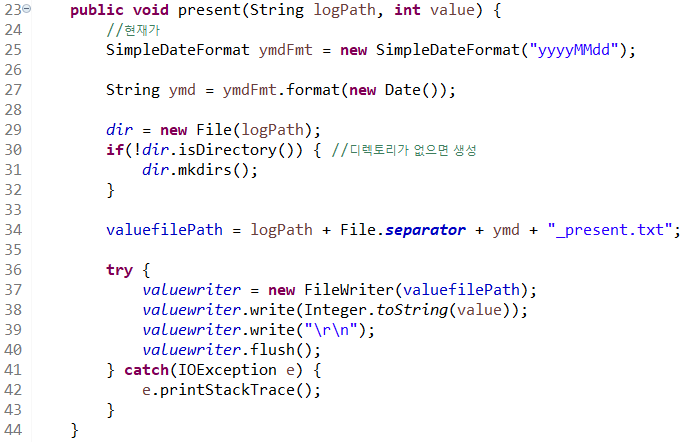 23 public void present(String logPath, int value) {
24 //현재가
25 SimpleDateFormat ymdFmt = new SimpleDateFormat("yyyyMMdd");
26
27 String ymd = ymdFmt.format(new Date());
28
29 dir = new File(logPath);
30 if(!dir.isDirectory()) { //디렉토리가 없으면 생성
31 dir.mkdirs();
32 }
33
34 valuefilePath = logPath + File.separator + ymd + "_present.txt";
35
36 try {
37 valuewriter = new FileWriter(valuefilePath);
38 valuewriter.write(Integer.toString(value));
39 valuewriter.write("\r\n");
40 valuewriter.flush();
41 } catch(IOException e) {
42 e.printStackTrace();
43 }
44 }